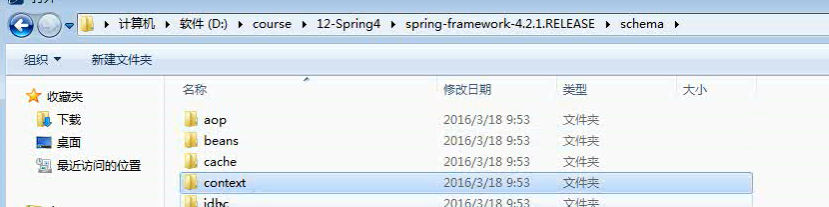 计算机 软件 (D:) course 12-Spring4 spring-framework-4.2.1.RELEASE schema
组织 新建文件夹
收藏夹
下载
桌面
最近访问的位置
名称 修改日期 类型 大小
aop 2016/3/18 9:53 文件夹
beans 2016/3/18 9:53 文件夹
cache 2016/3/18 9:53 文件夹
context 2016/3/18 9:53 文件夹
jdbc 2016/3/18 9:53 文件夹